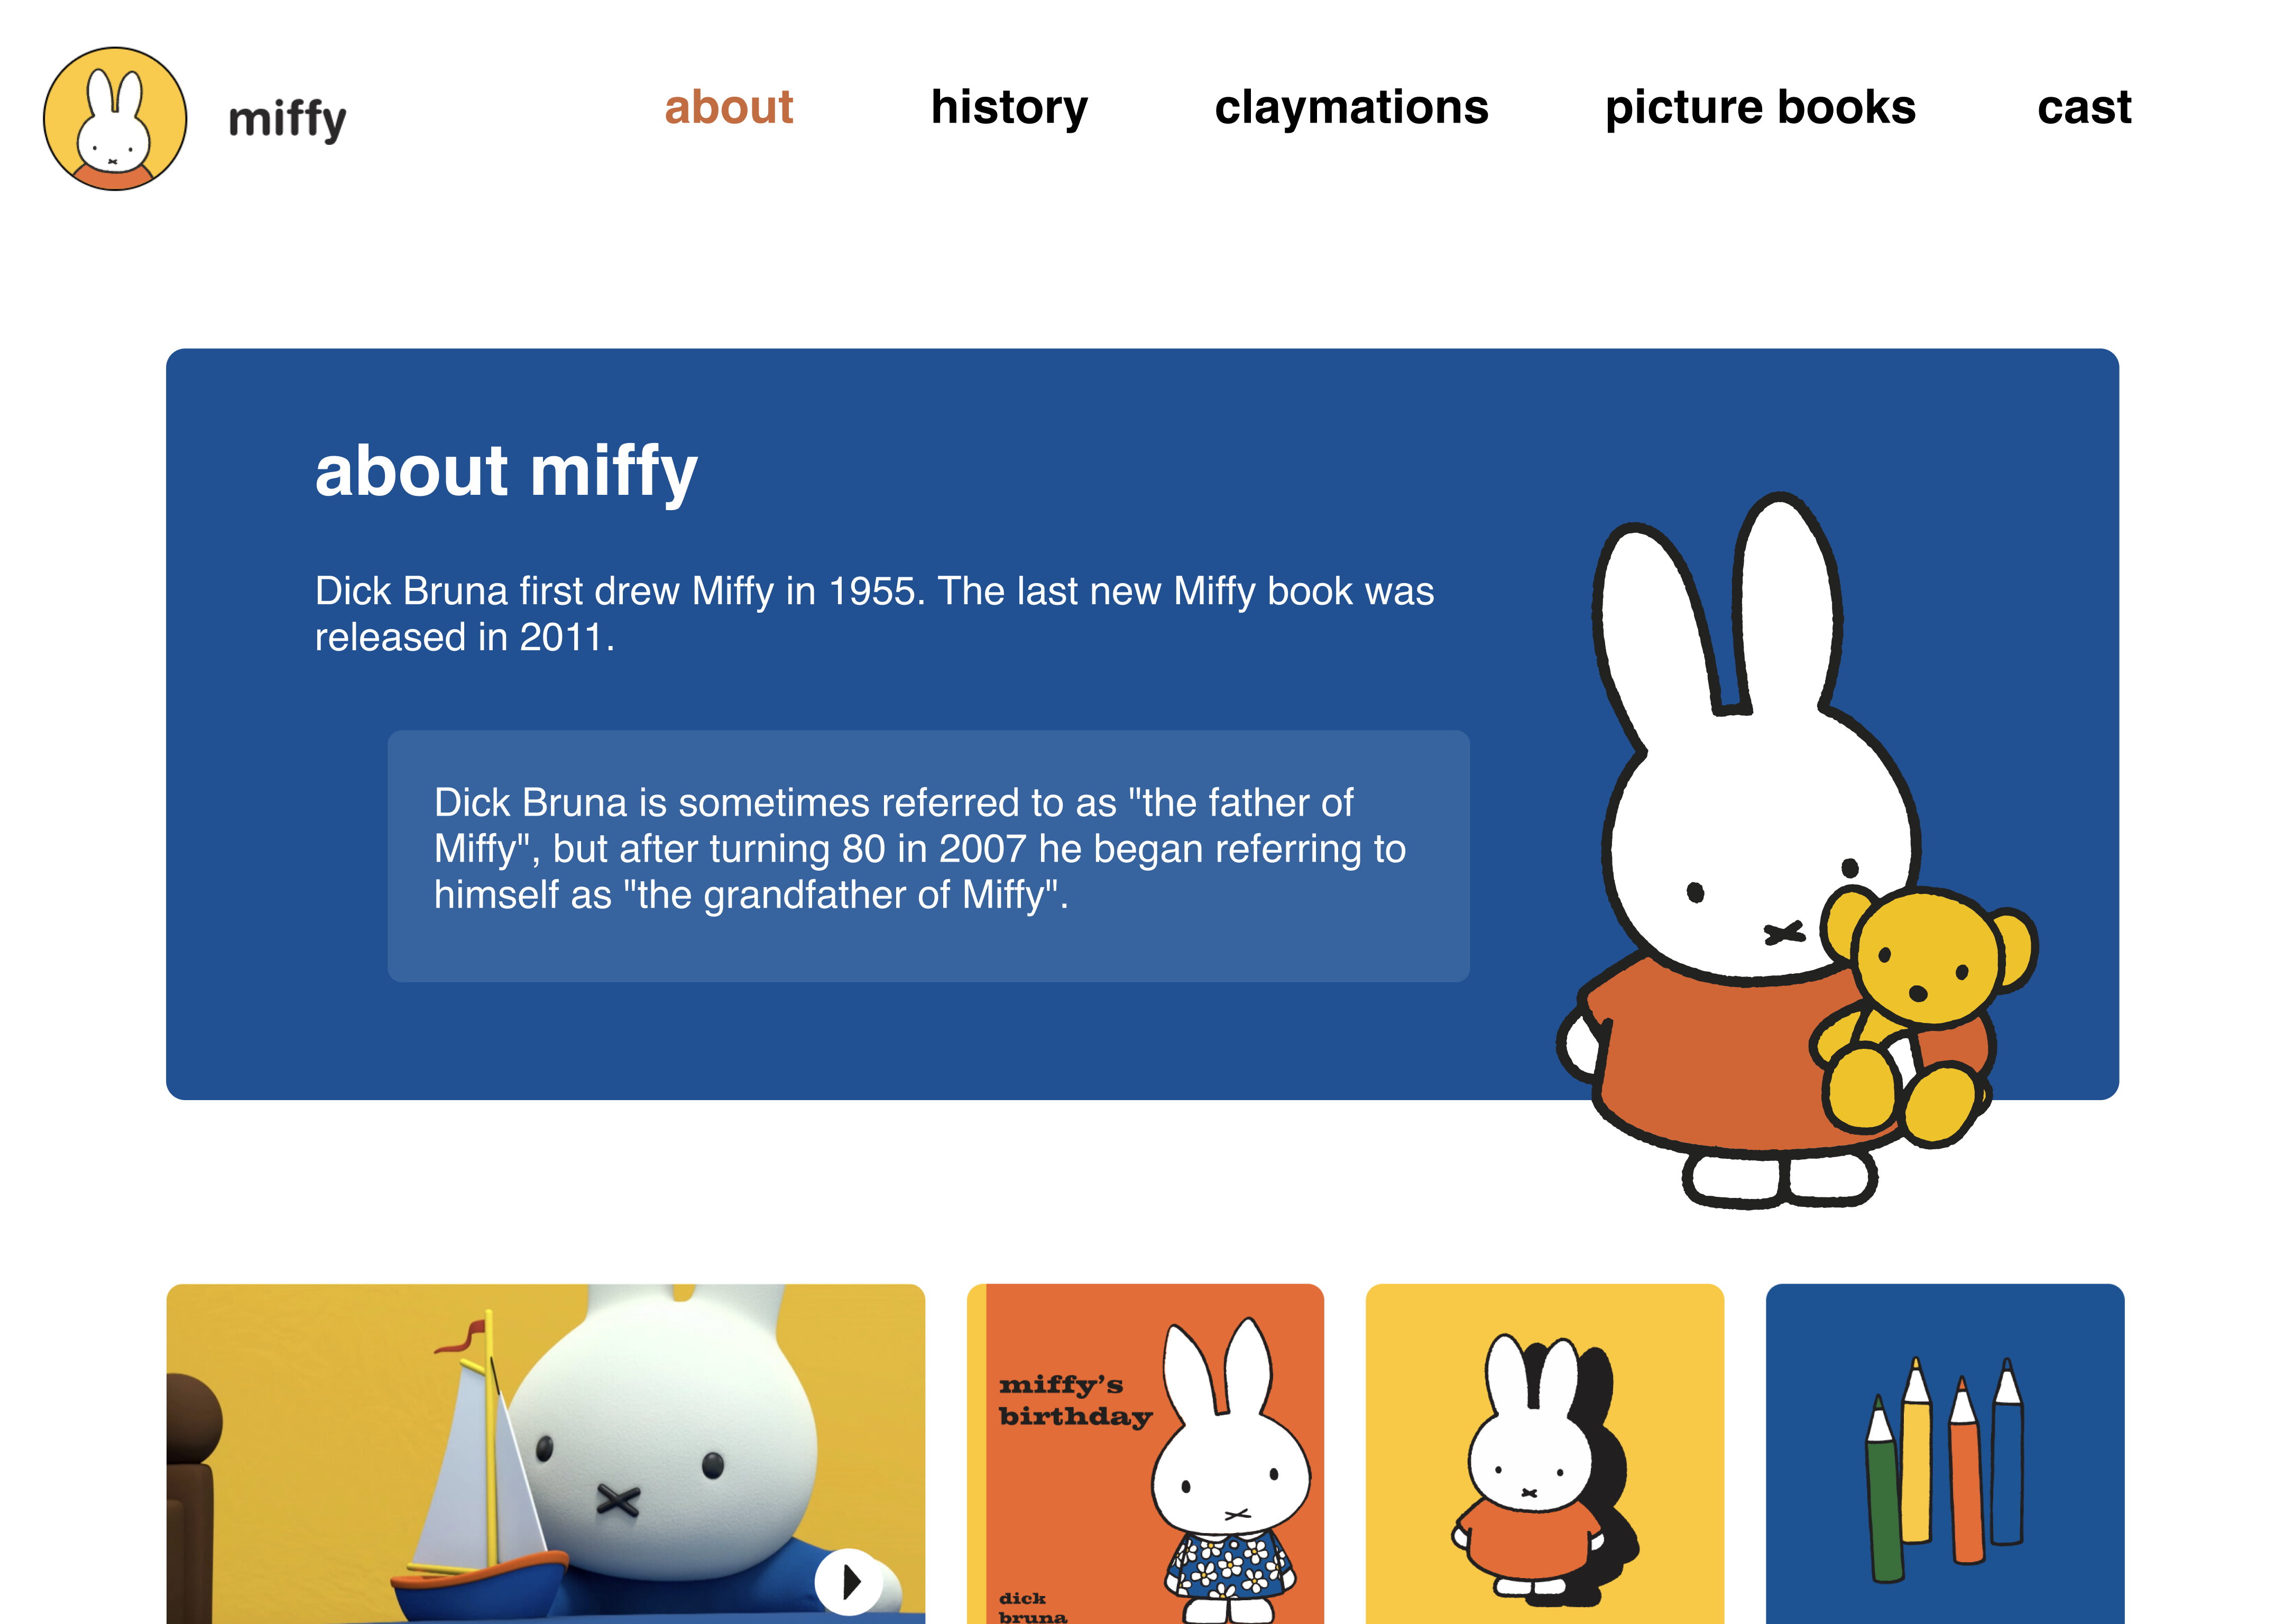 miffy
about
history
claymations
picture books
cast
about miffy
Dick Bruna first drew Miffy in 1955. The last new Miffy book was
released in 2011.
Dick Bruna is sometimes referred to as "the father of
Miffy", but after turning 80 in 2007 he began referring to
himself as "the grandfather of Miffy".
miffy’s
birthday
dick
bruna